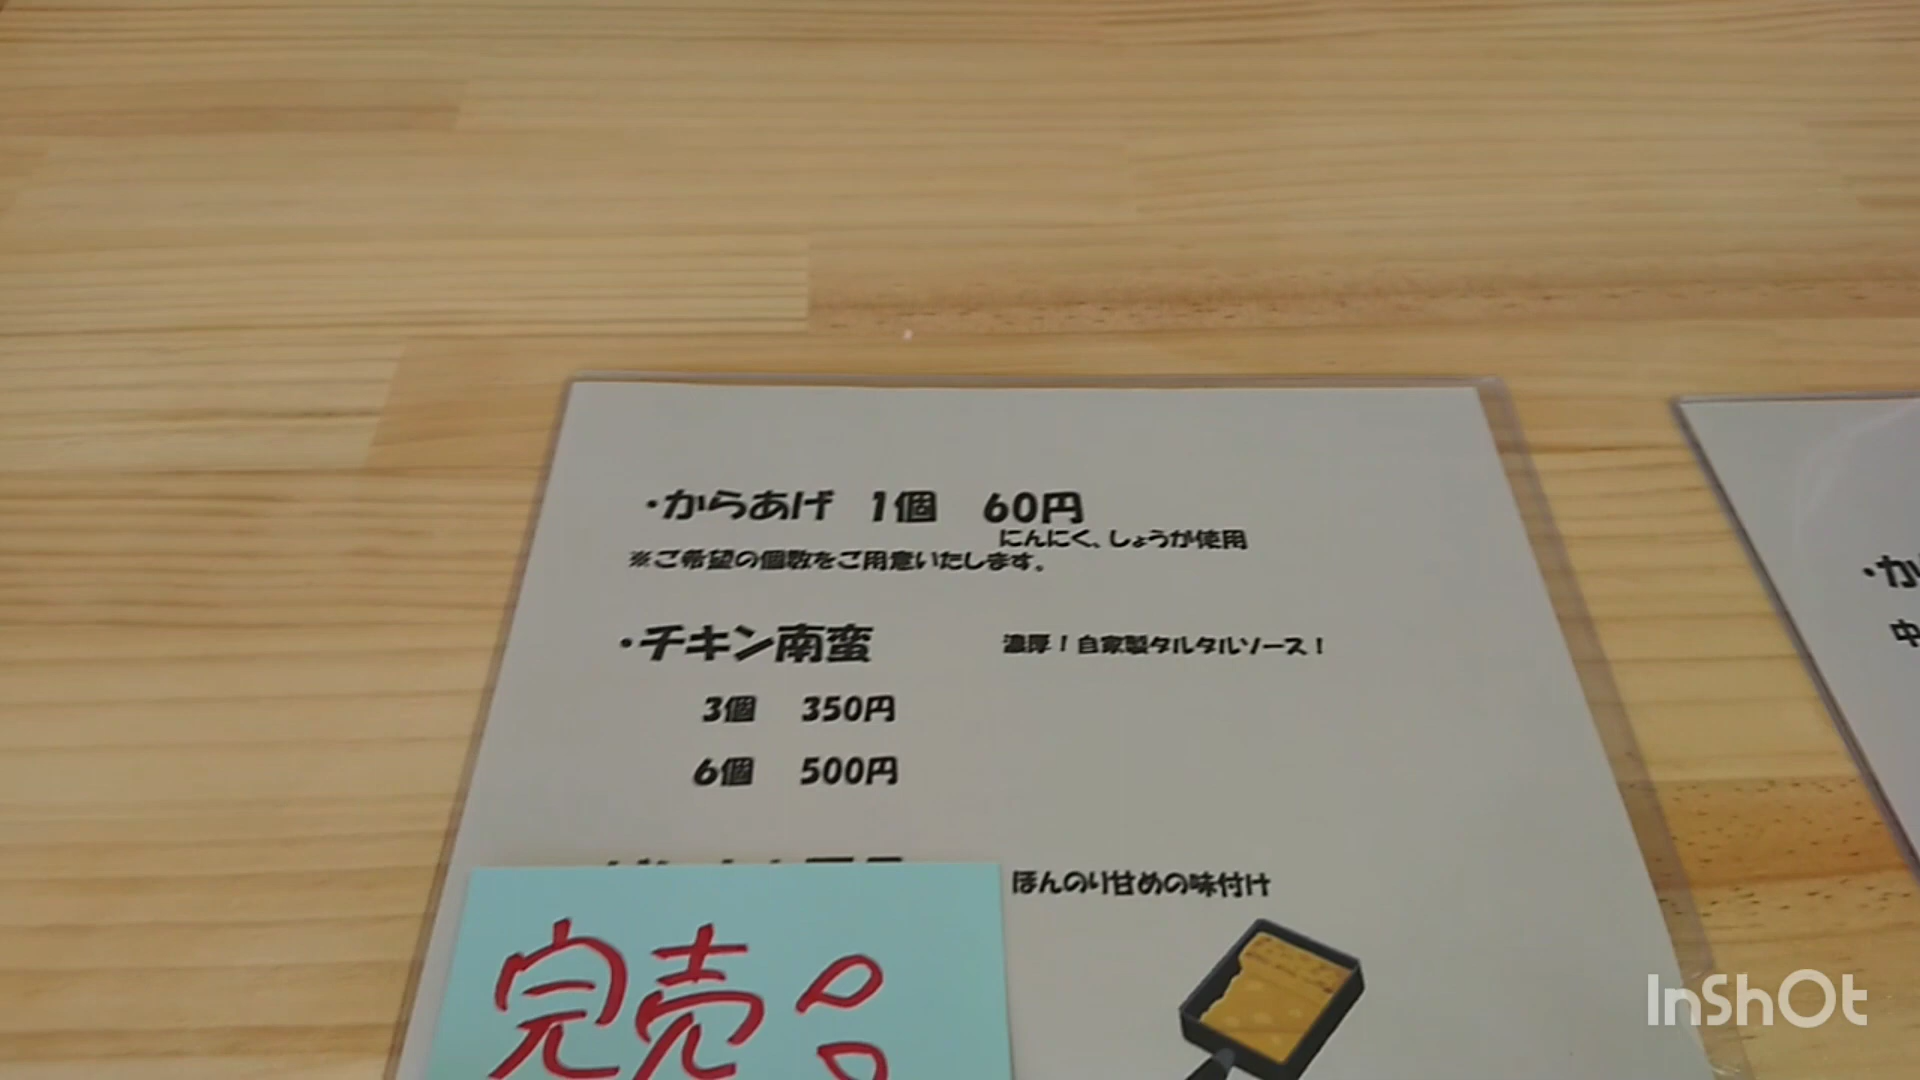 ・からあげ 1個 60円
にんにく、しょうが使用
※ご希望の個数をご用意いたします。
・チキン南蛮 濃厚！自家製タルタルソース！
3個 350円
6個 500円
ほんのり甘めの味付け
完売
・か
中
InShOt